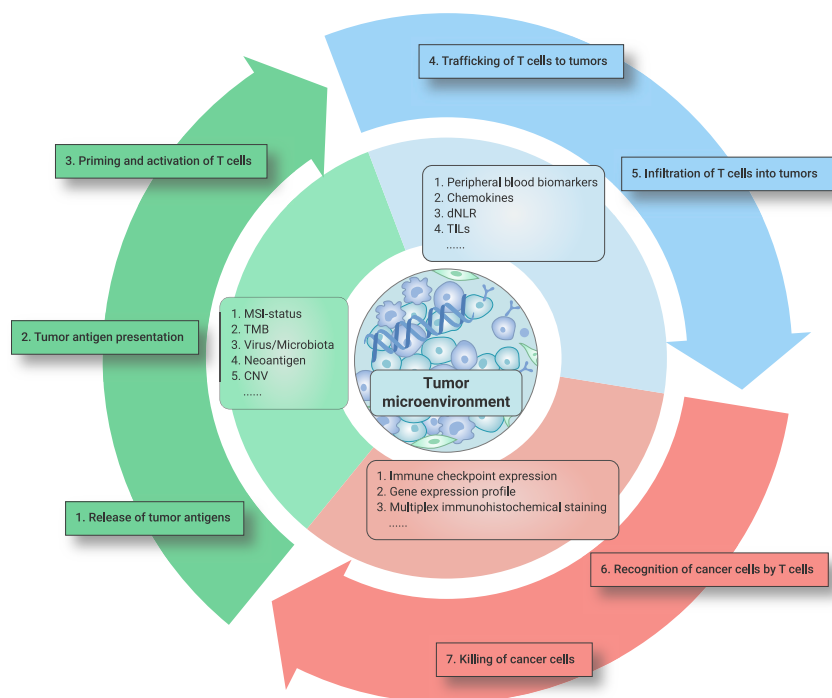 4. Trafficking of T cells to tumors
3. Priming and activation of T cells
5. Infiltration of T cells into tumors
1. Peripheral blood biomarkers
2. Chemokines
3. dNLR
4. TILs
......
2. Tumor antigen presentation
1. MSI-status
2. TMB
3. Virus/Microbiota
4. Neoantigen
5. CNV
......
Tumor
microenvironment
1. Immune checkpoint expression
2. Gene expression profile
3. Multiplex immunohistochemical staining
......
1. Release of tumor antigens
6. Recognition of cancer cells by T cells
7. Killing of cancer cells